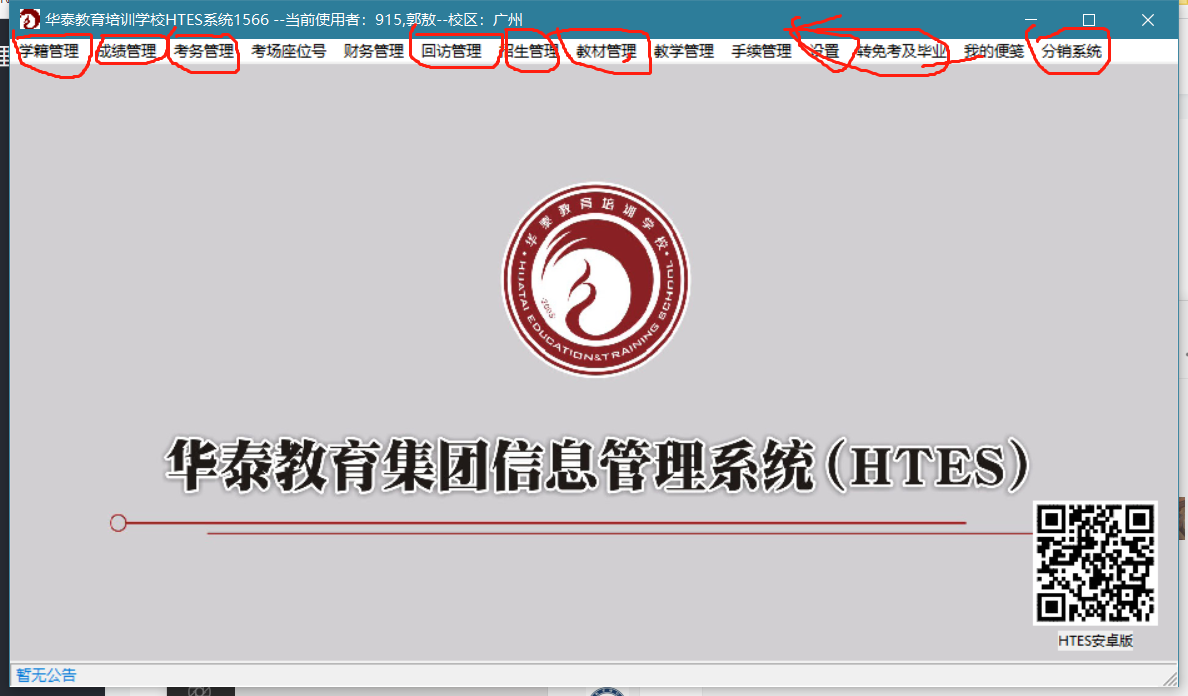 华泰教育培训学校HTES系统1566 --当前使用者：915,郭敖--校区：广州
学籍管理 成绩管理 考务管理 考场座位号 财务管理 回访管理 招生管理 教材管理 教学管理 手续管理 设置 转免考及毕业 我的便笺 分销系统
华泰教育培训学校
HUATAI EDUCATION&TRAINING SCHOOL
华泰教育集团信息管理系统(HTES)
HTES安卓版
暂无公告